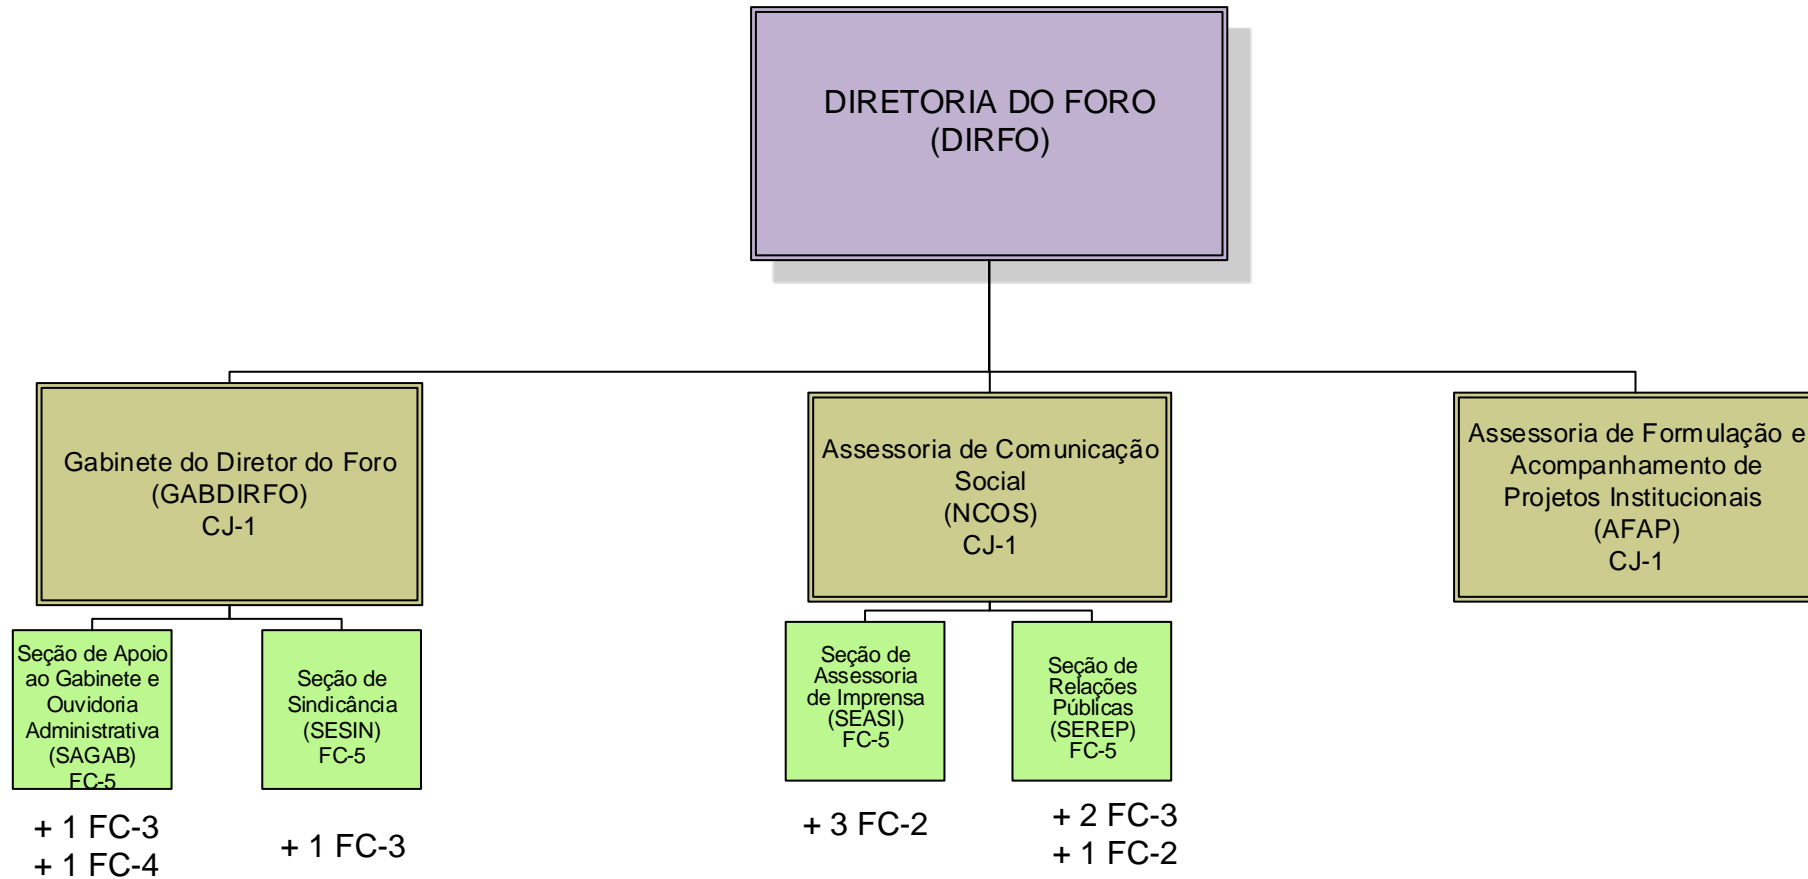 DIRETORIA DO FORO
(DIRFO)
Gabinete do Diretor do Foro
(GABDIRFO)
CJ-1
Assessoria de Comunicação
Social
(NCOS)
CJ-1
Assessoria de Formulação e
Acompanhamento de
Projetos Institucionais
(AFAP)
CJ-1
Seção de Apoio
ao Gabinete e
Ouvidoria
Administrativa
(SAGAB)
FC-5
Seção de
Sindicância
(SESIN)
FC-5
Seção de
Assessoria
de Imprensa
(SEASI)
FC-5
Seção de
Relações
Públicas
(SEREP)
FC-5
+ 1 FC-3
+ 1 FC-4
+ 1 FC-3
+ 3 FC-2
+ 2 FC-3
+ 1 FC-2